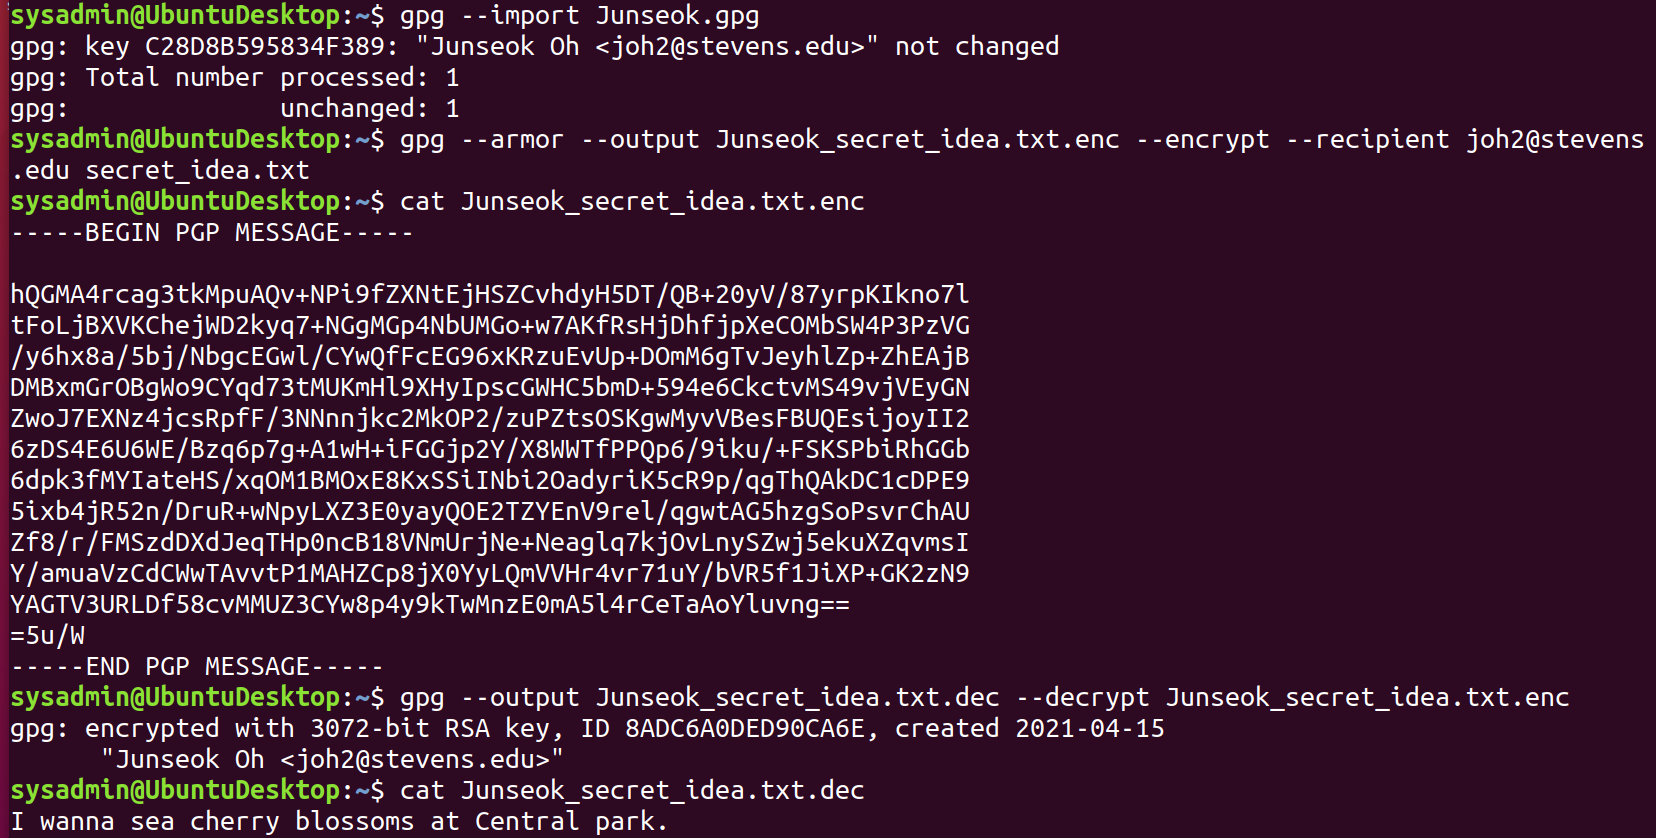 sysadmin@UbuntuDesktop:~$ gpg --import Junseok.gpg
gpg: key C28D8B595834F389: "Junseok Oh <joh2@stevens.edu>" not changed
gpg: Total number processed: 1
gpg:              unchanged: 1
sysadmin@UbuntuDesktop:~$ gpg --armor --output Junseok_secret_idea.txt.enc --encrypt --recipient joh2@stevens
.edu secret_idea.txt
sysadmin@UbuntuDesktop:~$ cat Junseok_secret_idea.txt.enc
-----BEGIN PGP MESSAGE-----

hQGMA4rcag3tkMpuAQv+NPi9fZXNtEjHSZCvhdyH5DT/QB+20yV/87yrpKIkno7l
tFoLjBXVKChejWD2kyq7+NGgMGp4NbUMGo+w7AKfRsHjDhfjpXeCOMbSW4P3PzVG
/y6hx8a/5bj/NbgcEGwl/CYwQfFcEG96xKRzuEvUp+DOmM6gTvJeyhlZp+ZhEAjB
DMBxmGrOBgWo9CYqd73tMUKmHl9XHyIpscGWHC5bmD+594e6CkctvMS49vjVEyGN
ZwoJ7EXNz4jcsRpfF/3NNnnjkc2MkOP2/zuPZtsOSKgwMyvVBesFBUQEsijoyII2
6zDS4E6U6WE/Bzq6p7g+A1wH+iFGGjp2Y/X8WWTfPPQp6/9iku/+FSKSPbiRhGGb
6dpk3fMYIateHS/xqOM1BMOxE8KxSSiINbi2OadyriK5cR9p/qgThQAkDC1cDPE9
5ixb4jR52n/DruR+wNpyLXZ3E0yayQOE2TZYEnV9rel/qgwtAG5hzgSoPsvrChAU
Zf8/r/FMSzdDXdJeqTHp0ncB18VNmUrjNe+Neaglq7kjOvLnySZwj5ekuXZqvmsI
Y/amuaVzCdCWwTAvvtP1MAHZCp8jX0YyLQmVVHr4vr71uY/bVR5f1JiXP+GK2zN9
YAGTV3URLDf58cvMMUZ3CYw8p4y9kTwMnzE0mA5l4rCeTaAoYluvng==
=5u/W
-----END PGP MESSAGE-----
sysadmin@UbuntuDesktop:~$ gpg --output Junseok_secret_idea.txt.dec --decrypt Junseok_secret_idea.txt.enc
gpg: encrypted with 3072-bit RSA key, ID 8ADC6A0DED90CA6E, created 2021-04-15
      "Junseok Oh <joh2@stevens.edu>"
sysadmin@UbuntuDesktop:~$ cat Junseok_secret_idea.txt.dec
I wanna sea cherry blossoms at Central park.